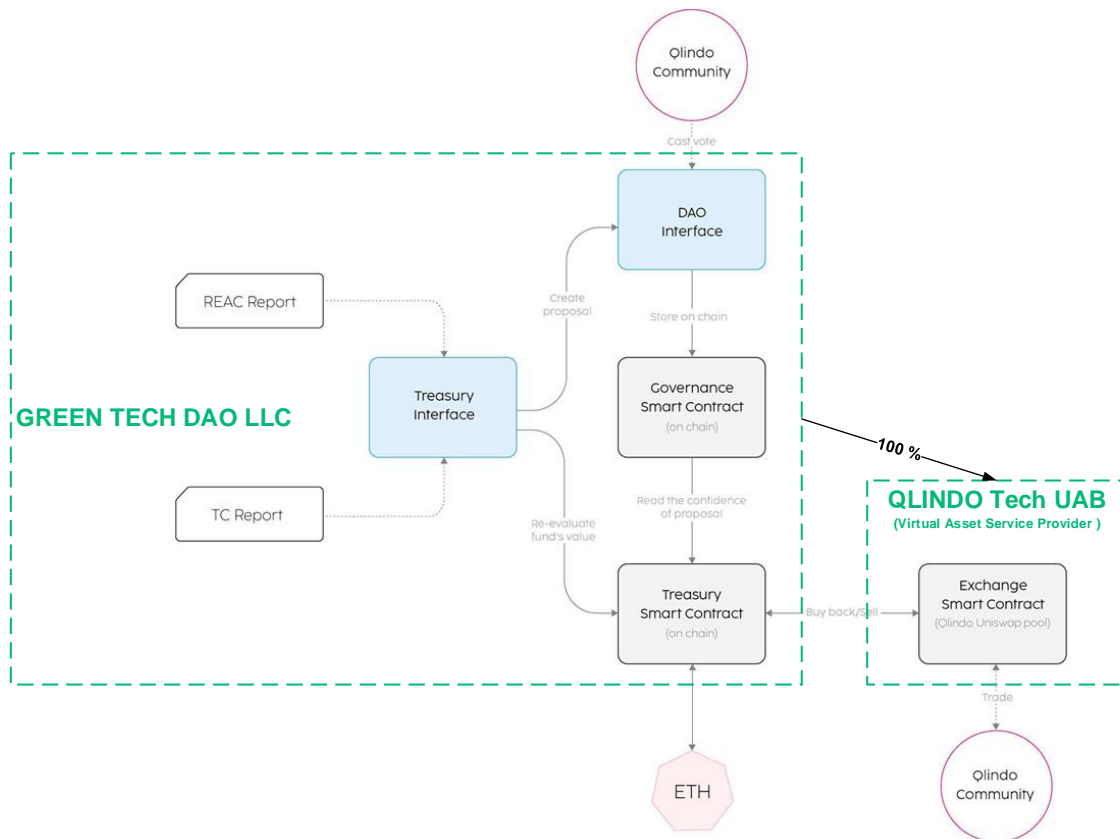 Qlindo
Community
Cast vote
DAO
Interface
REAC Report
Create
proposal
Store on chain
Treasury
Interface
Governance
Smart Contract
(on chain)
GREEN TECH DAO LLC
100 %
TC Report
Re-evaluate
fund's value
Read the confidence
of proposal
QLINDO Tech UAB
(Virtual Asset Service Provider )
Treasury
Smart Contract
(on chain)
Buy back/Sell
Exchange
Smart Contract
(Qlindo Uniswap pool)
Trade
ETH
Qlindo
Community